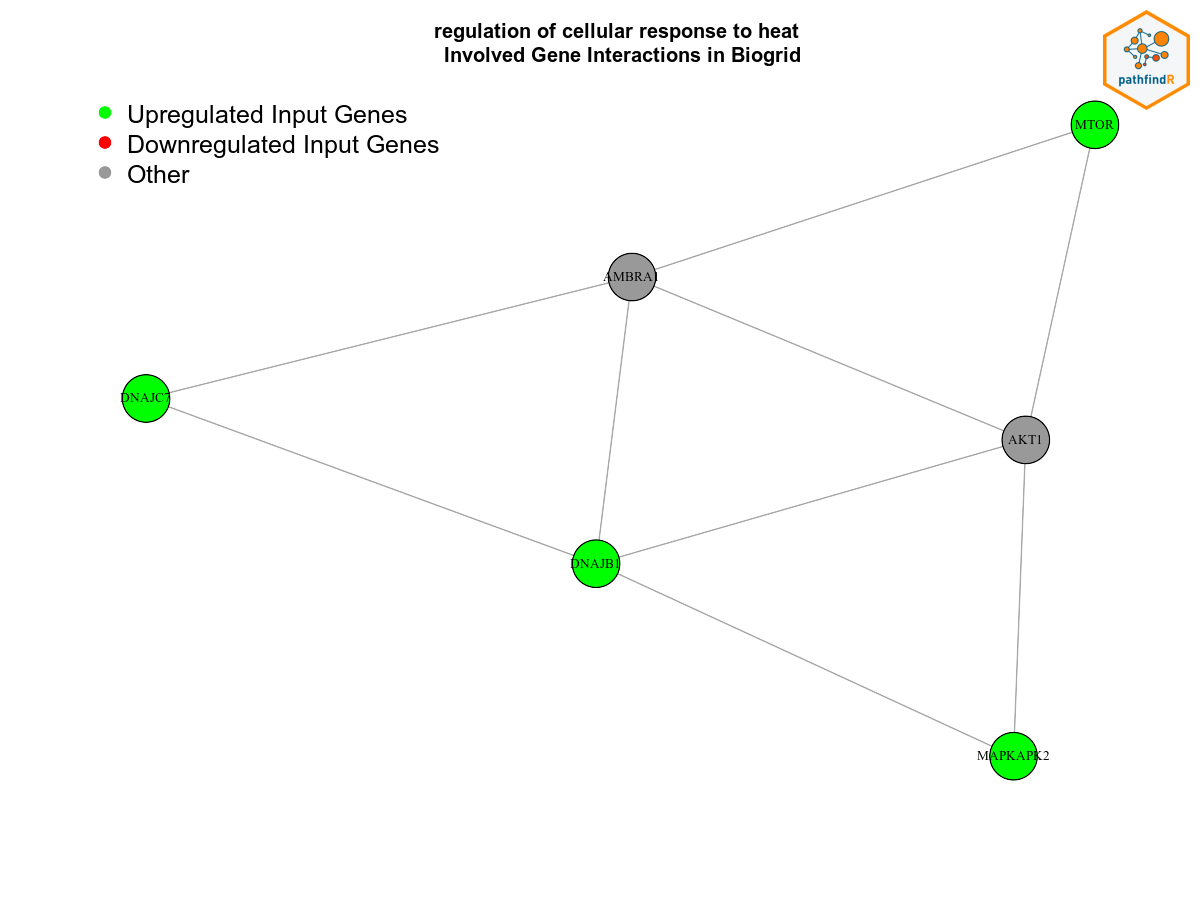 regulation of cellular response to heat
Involved Gene Interactions in Biogrid
pathfindR
Upregulated Input Genes
Downregulated Input Genes
Other
MTOR
AMBRA1
DNAJC7
AKT1
DNAJB1
MAPKAPK2